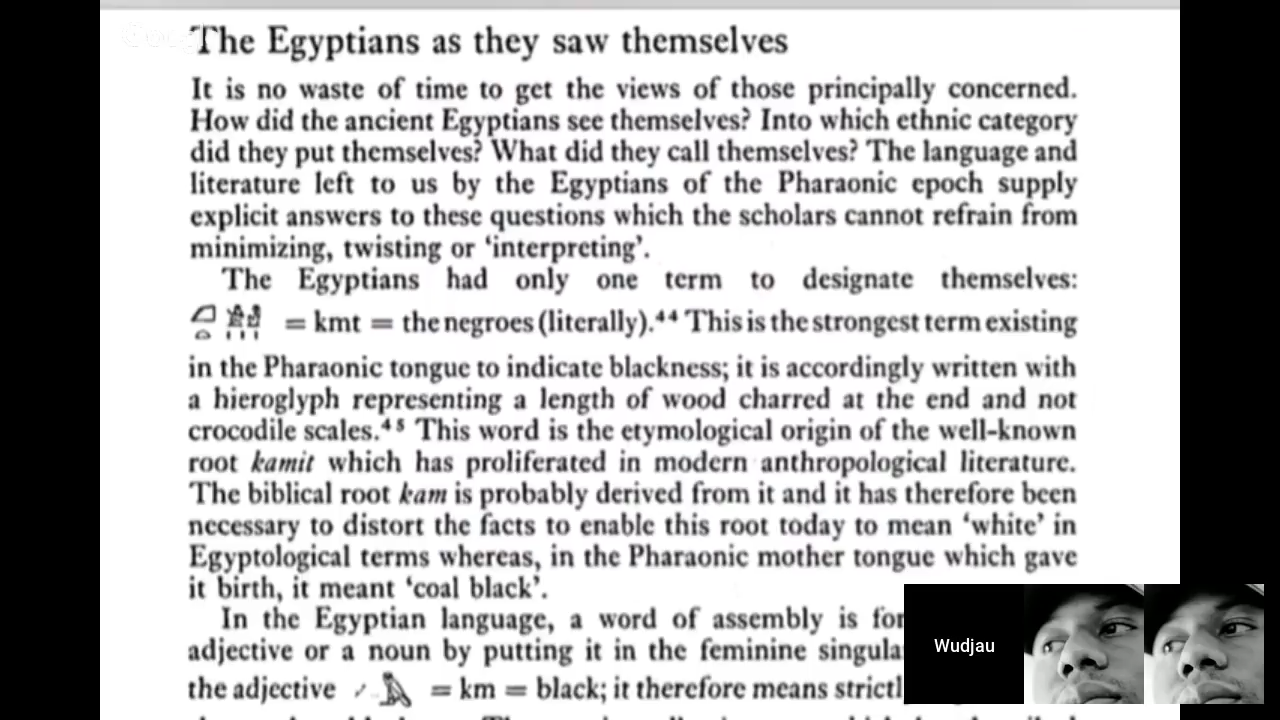 The Egyptians as they saw themselves
It is no waste of time to get the views of those principally concerned.
How did the ancient Egyptians see themselves? Into which ethnic category
did they put themselves? What did they call themselves? The language and
literature left to us by the Egyptians of the Pharaonic epoch supply
explicit answers to these questions which the scholars cannot refrain from
minimizing, twisting or ‘interpreting’.
The Egyptians had only one term to designate themselves:
= kmt = the negroes (literally).⁴⁴ This is the strongest term existing
in the Pharaonic tongue to indicate blackness; it is accordingly written with
a hieroglyph representing a length of wood charred at the end and not
crocodile scales.⁴⁵ This word is the etymological origin of the well-known
root kamit which has proliferated in modern anthropological literature.
The biblical root kam is probably derived from it and it has therefore been
necessary to distort the facts to enable this root today to mean ‘white’ in
Egyptological terms whereas, in the Pharaonic mother tongue which gave
it birth, it meant ‘coal black’.
In the Egyptian language, a word of assembly is
adjective or a noun by putting it in the feminine
the adjective = km = black; it therefore means
Wudjau